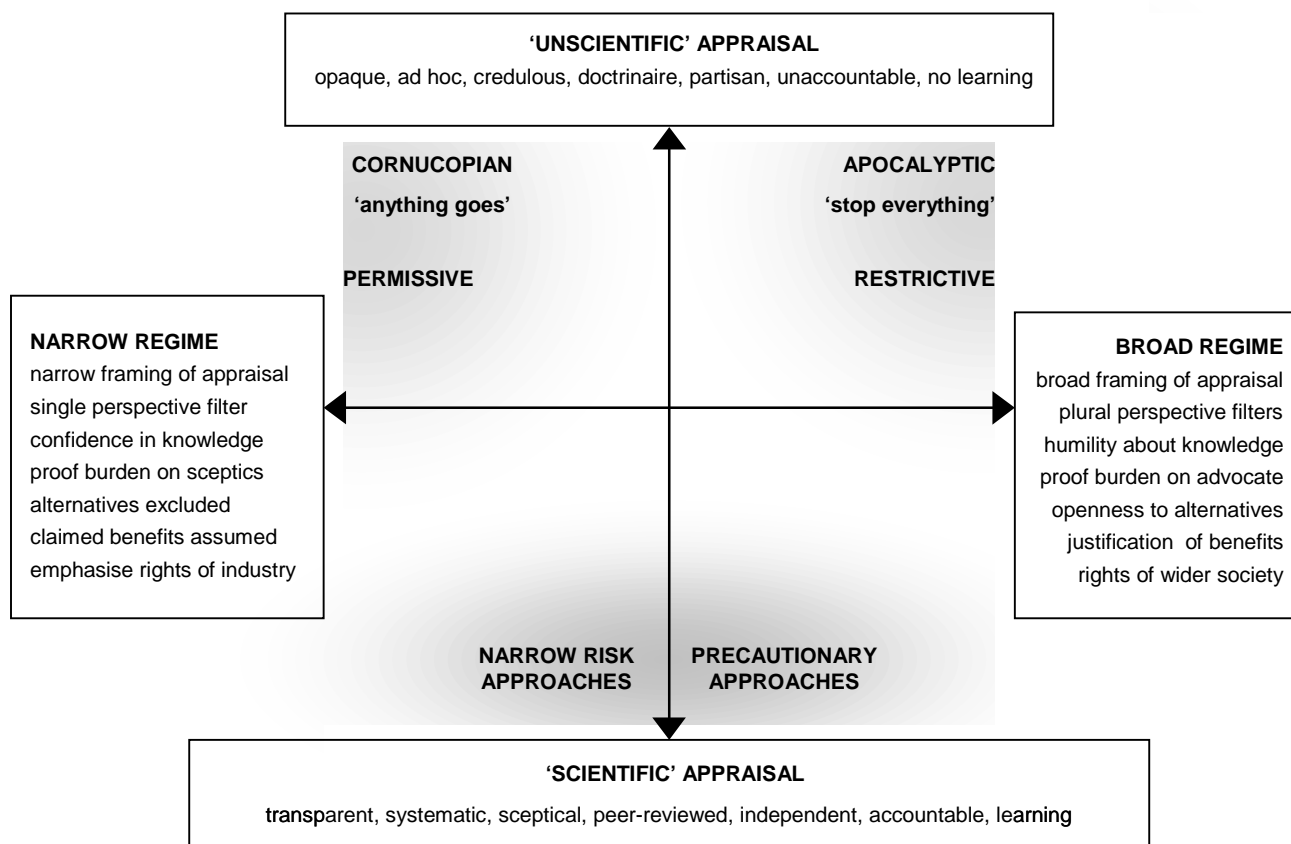 ‘UNSCIENTIFIC’ APPRAISAL
opaque, ad hoc, credulous, doctrinaire, partisan, unaccountable, no learning
CORNUCOPIAN
‘anything goes’
PERMISSIVE
APOCALYPTIC
‘stop everything’
RESTRICTIVE
NARROW REGIME
narrow framing of appraisal
single perspective filter
confidence in knowledge
proof burden on sceptics
alternatives excluded
claimed benefits assumed
emphasise rights of industry
BROAD REGIME
broad framing of appraisal
plural perspective filters
humility about knowledge
proof burden on advocate
openness to alternatives
justification of benefits
rights of wider society
NARROW RISK
APPROACHES
PRECAUTIONARY
APPROACHES
‘SCIENTIFIC’ APPRAISAL
transparent, systematic, sceptical, peer-reviewed, independent, accountable, learning